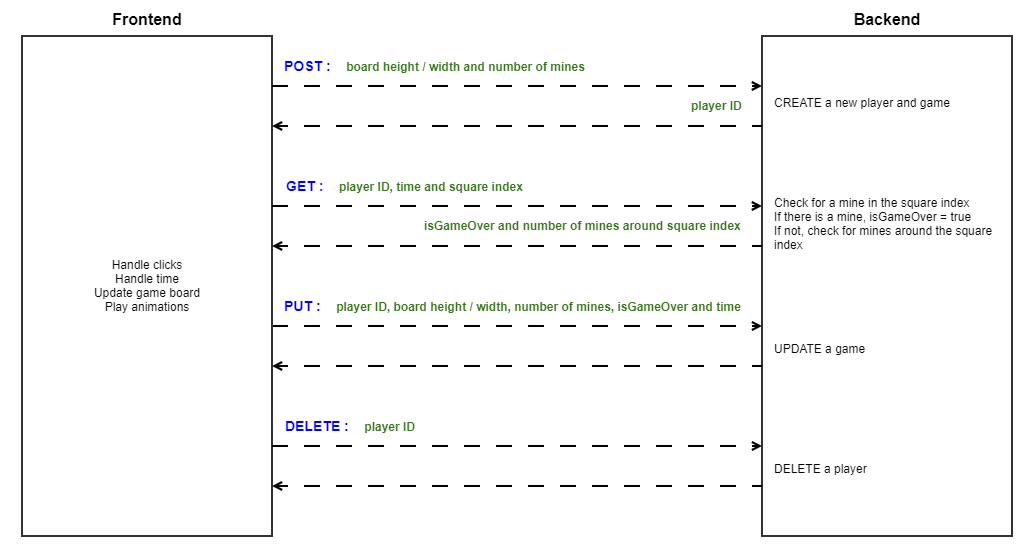 Frontend
Backend
POST : board height / width and number of mines
player ID
CREATE a new player and game
GET : player ID, time and square index
isGameOver and number of mines around square index
Check for a mine in the square index
If there is a mine, isGameOver = true
If not, check for mines around the square
index
Handle clicks
Handle time
Update game board
Play animations
PUT : player ID, board height / width, number of mines, isGameOver and time
UPDATE a game
DELETE : player ID
DELETE a player